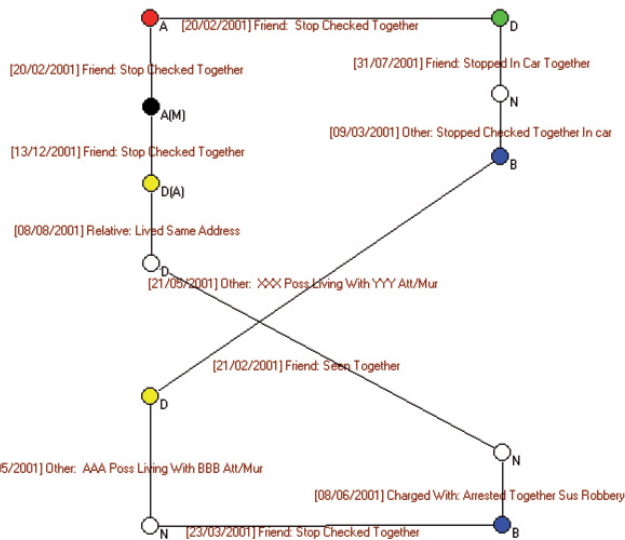 A
D
[20/02/2001] Friend: Stop Checked Together
[31/07/2001] Friend: Stopped In Car Together
[20/02/2001] Friend: Stop Checked Together
N
A(M)
[09/03/2001] Other: Stopped Checked Together In car
[13/12/2001] Friend: Stop Checked Together
B
D(A)
[08/08/2001] Relative: Lived Same Address
D
[21/05/2001] Other: XXX Poss Living With YYY Att/Mur
[21/02/2001] Friend: Seen Together
D
N
05/2001] Other: AAA Poss Living With BBB Att/Mur
[08/06/2001] Charged With: Arrested Together Sus Robbery
N
[23/03/2001] Friend: Stop Checked Together
B